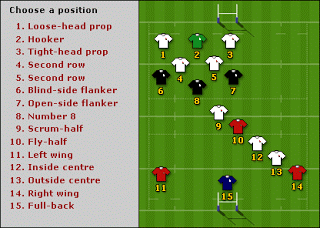 Choose a position
1. Loose-head prop
2. Hooker
3. Tight-head prop
4. Second row
5. Second row
6. Blind-side flanker
7. Open-side flanker
8. Number 8
9. Scrum-half
10. Fly-half
11. Left wing
12. Inside centre
13. Outside centre
14. Right wing
15. Full-back
1 2 3
4 5
6 8 7
9
10
12
13
11 15 14